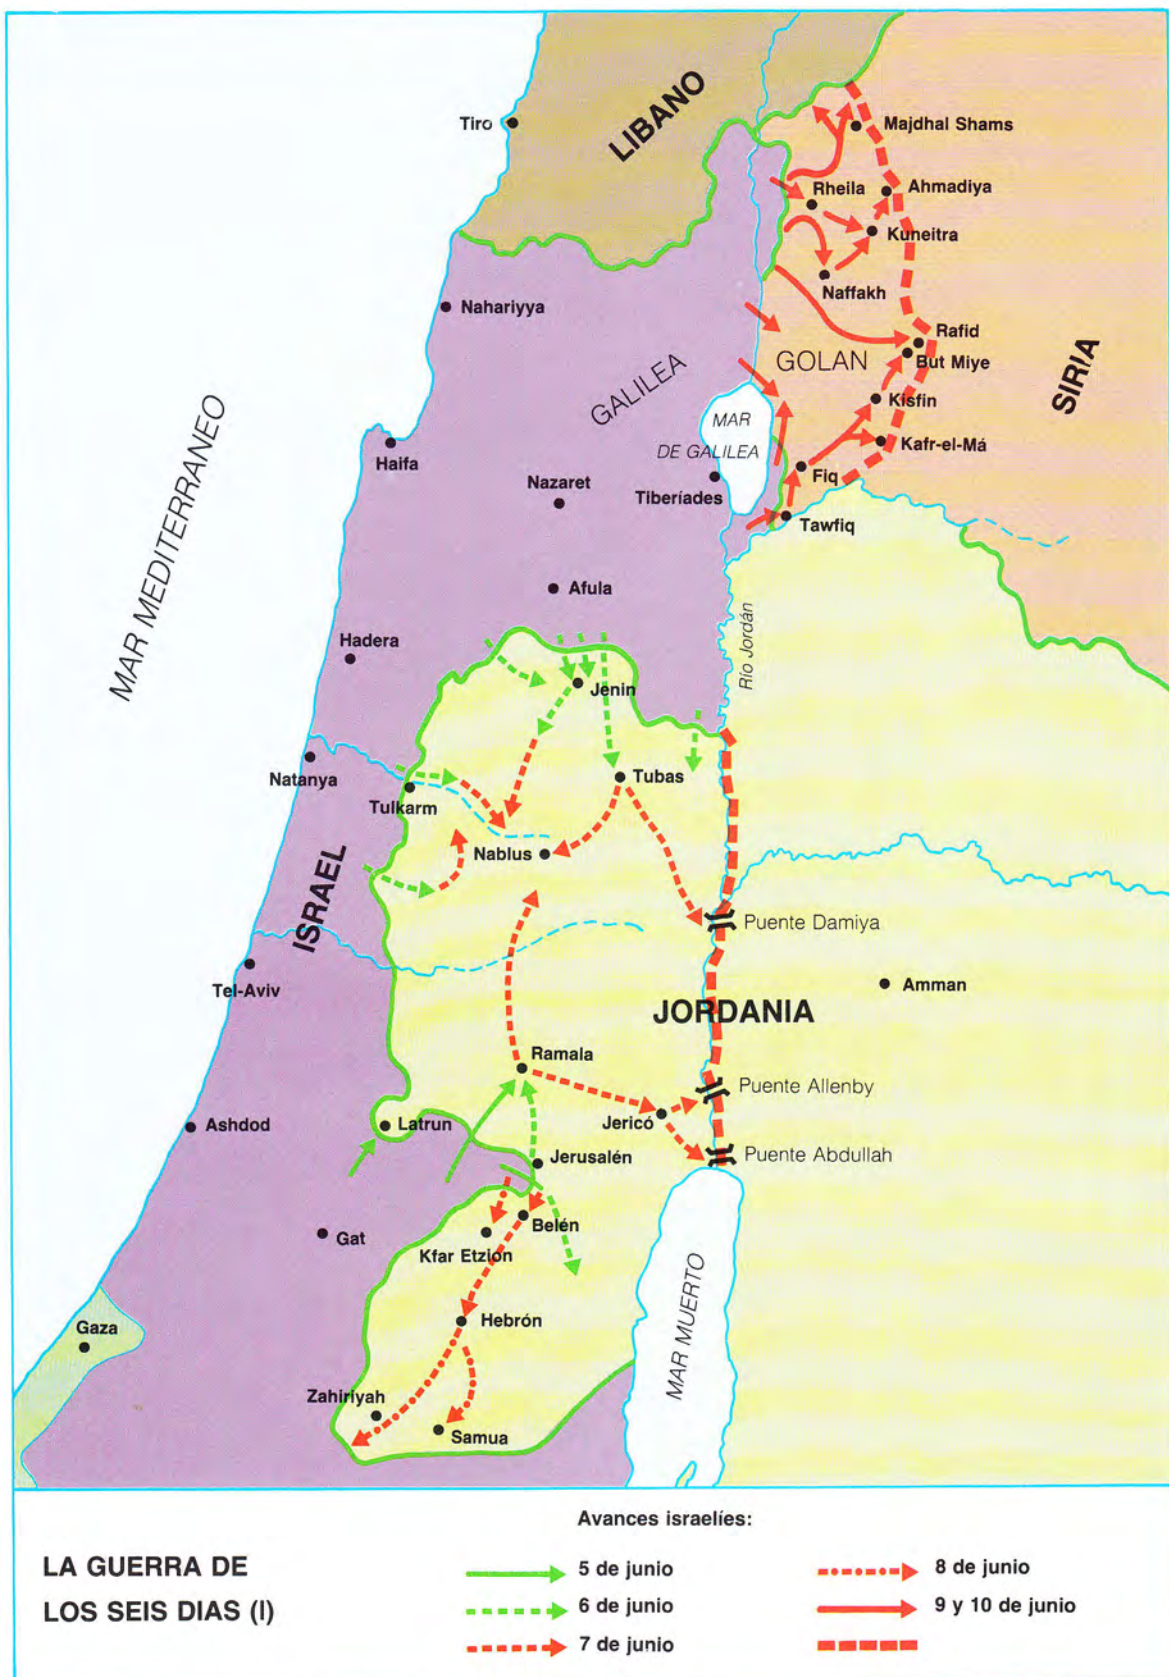 LIBANO
Tiro
Majdhal Shams
Rheila
Ahmadiya
Kuneitra
Naffakh
Nahariyya
Rafid
But Miye
GOLAN
SIRIA
GALILEA
Kisfin
MAR
DE GALILEA
Kafr-el-Má
Haifa
Fiq
Nazaret
Tiberíades
Tawfiq
MAR MEDITERRANEO
Afula
Río Jordán
Hadera
Jenin
Natanya
Tubas
Tulkarm
Nablus
ISRAEL
Puente Damiya
Tel-Aviv
Amman
JORDANIA
Ramala
Puente Allenby
Jericó
Ashdod
Latrun
Jerusalén
Puente Abdullah
Belén
Gat
Kfar Etzion
MAR MUERTO
Hebrón
Gaza
Zahiriyah
Samua
Avances israelíes:
LA GUERRA DE
LOS SEIS DIAS (I)
5 de junio
6 de junio
7 de junio
8 de junio
9 y 10 de junio